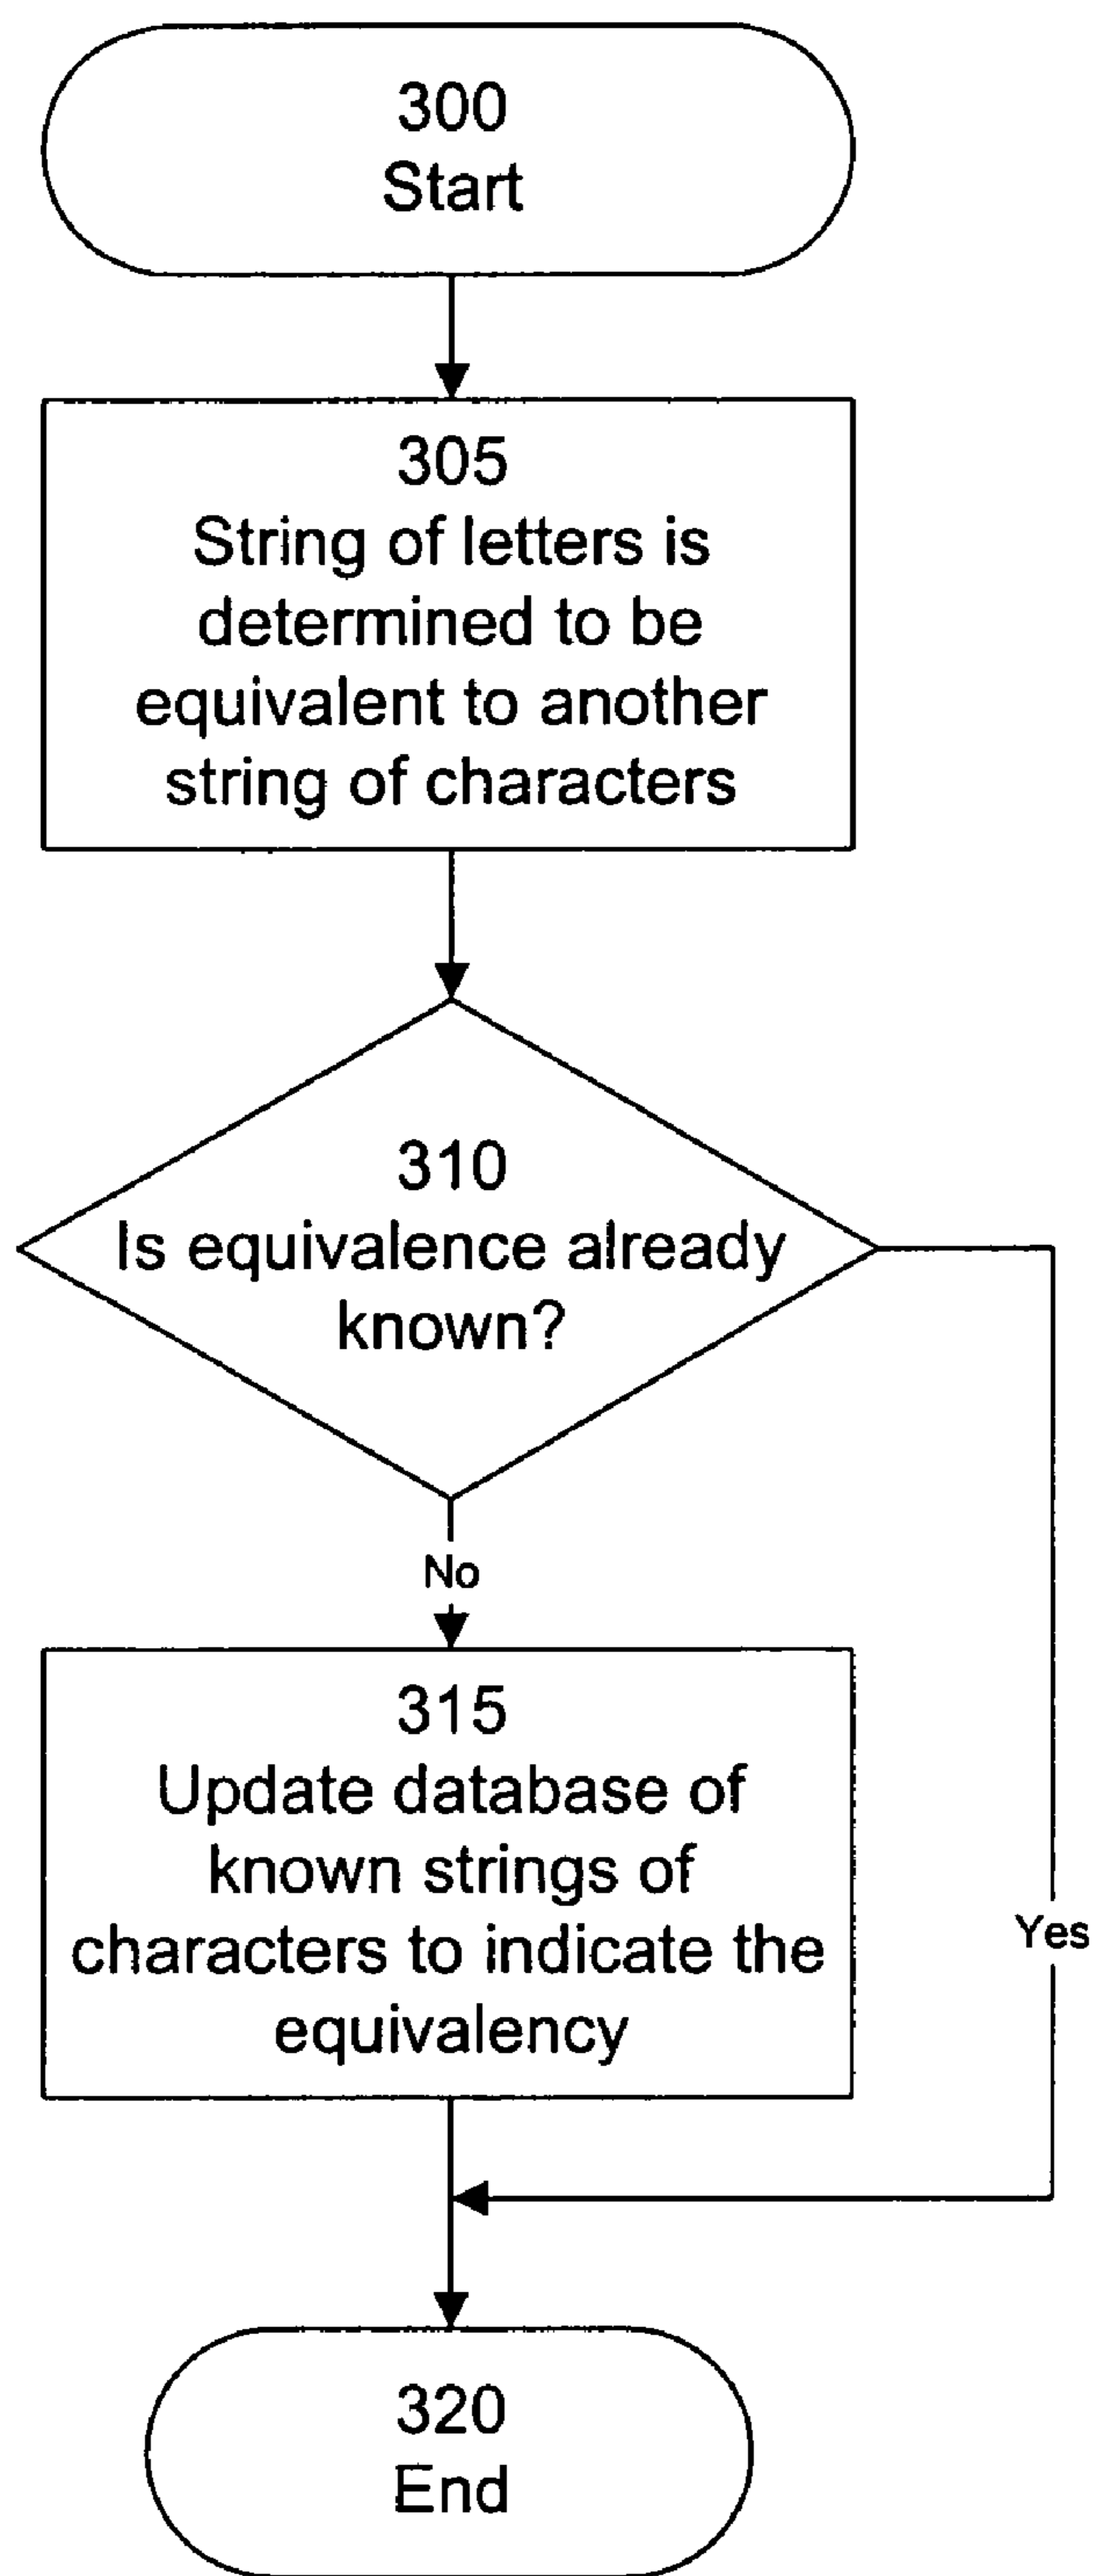 300
Start
305
String of letters is
determined to be
equivalent to another
string of characters
310
Is equivalence already
known?
No
315
Update database of
known strings of
characters to indicate the
equivalency
Yes
320
End